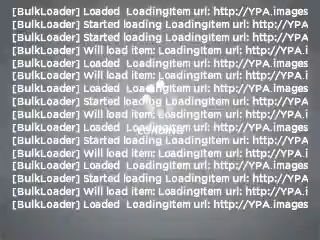 [BulkLoader] Loaded  LoadingItem url: http://YPA.images
[BulkLoader] Started loading LoadingItem url: http://YPA
[BulkLoader] Loaded  LoadingItem url: http://YPA.images
[BulkLoader] Will load item: LoadingItem url: http://YPA.i
[BulkLoader] Loaded  LoadingItem url: http://YPA.images
[BulkLoader] Will load item: LoadingItem url: http://YPA.i
[BulkLoader] Loaded  LoadingItem url: http://YPA.images
[BulkLoader] Started loading LoadingItem url: http://YPA
[BulkLoader] Will load item: LoadingItem url: http://YPA.i
[BulkLoader] Loaded  LoadingItem url: http://YPA.images
LOADING
[BulkLoader] Started loading LoadingItem url: http://YPA
[BulkLoader] Will load item: LoadingItem url: http://YPA.i
[BulkLoader] Loaded  LoadingItem url: http://YPA.images
[BulkLoader] Started loading LoadingItem url: http://YPA
[BulkLoader] Will load item: LoadingItem url: http://YPA.i
[BulkLoader] Loaded  LoadingItem url: http://YPA.images